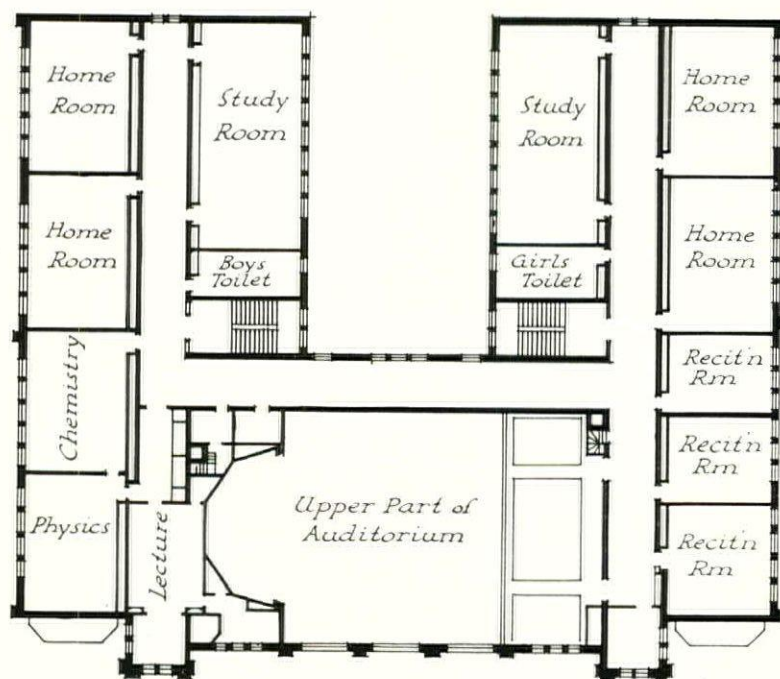 Home
Room
Study
Room
Study
Room
Home
Room
Home
Room
Boys
Toilet
Girls
Toilet
Home
Room
Chemistry
Recit'n
Rm
Recit'n
Rm
Physics
Lecture
Upper Part of
Auditorium
Recit'n
Rm